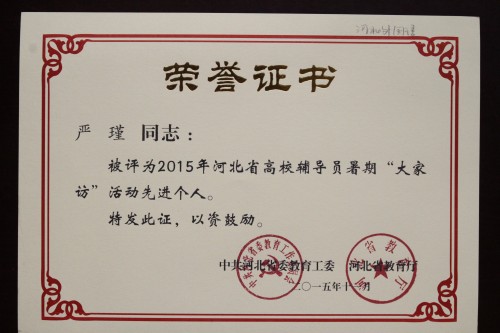 荣誉证书
严 瑾 同志：
被评为2015年河北省高校辅导员暑期“大家
访”活动先进个人。
特发此证，以资鼓励。
中共河北省委教育工委 河北省教育厅
二〇一五年十一月